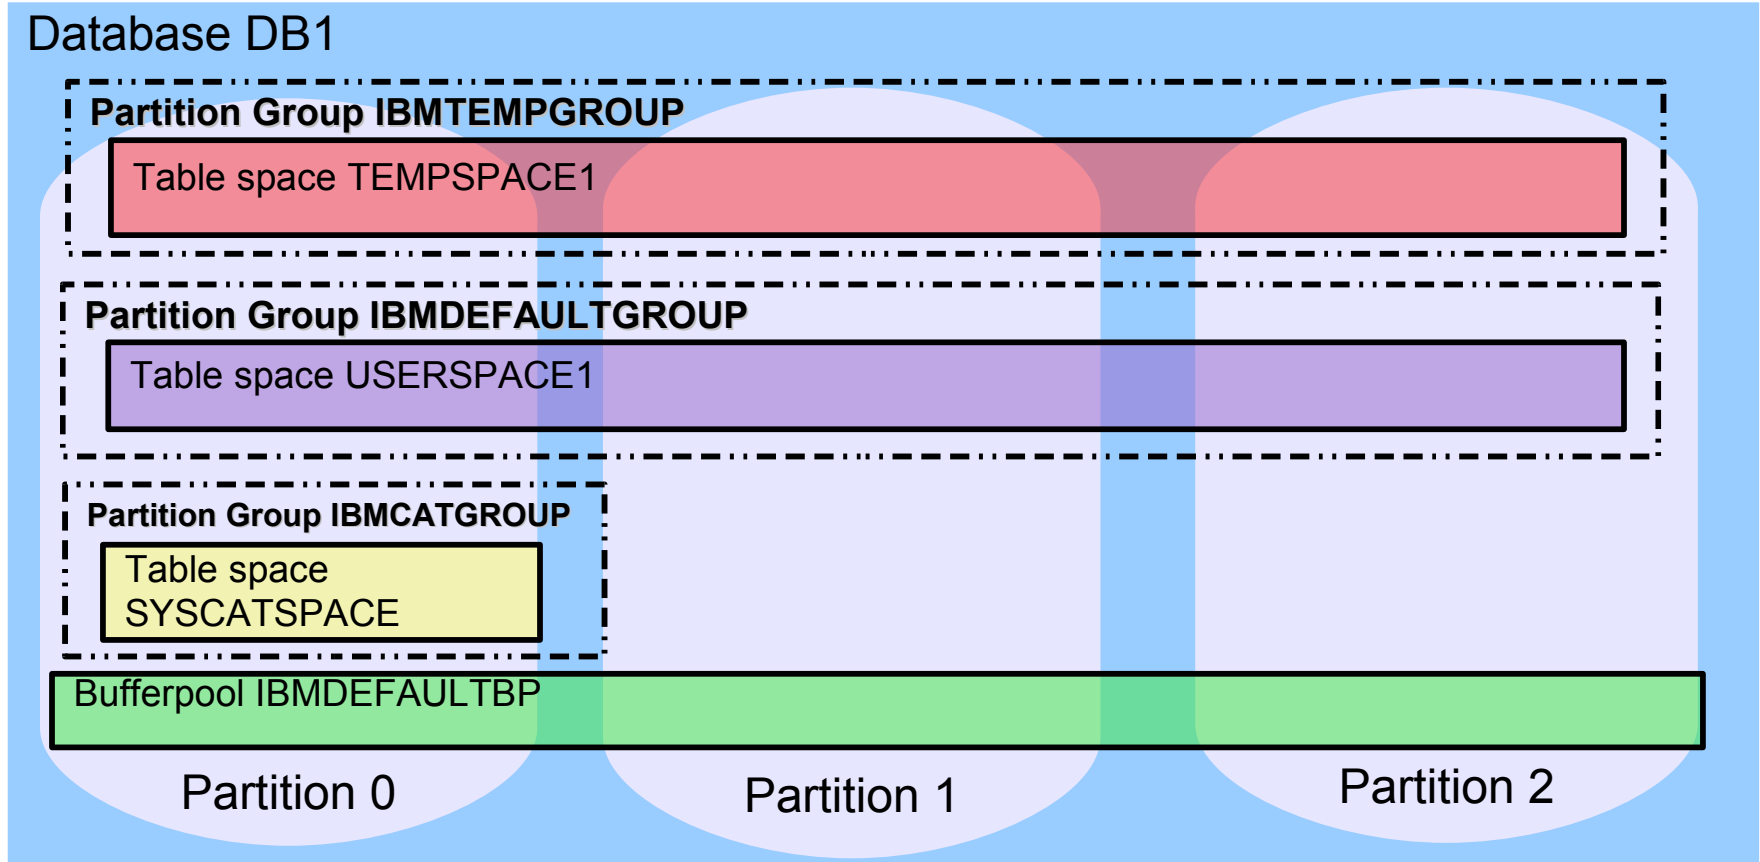 Database DB1
Partition Group IBMTEMPGROUP
Table space TEMPSPACE1
Partition Group IBMDEFAULTGROUP
Table space USERSPACE1
Partition Group IBMCATGROUP
Table space
SYSCATSPACE
Bufferpool IBMDEFAULTBP
Partition 0
Partition 1
Partition 2